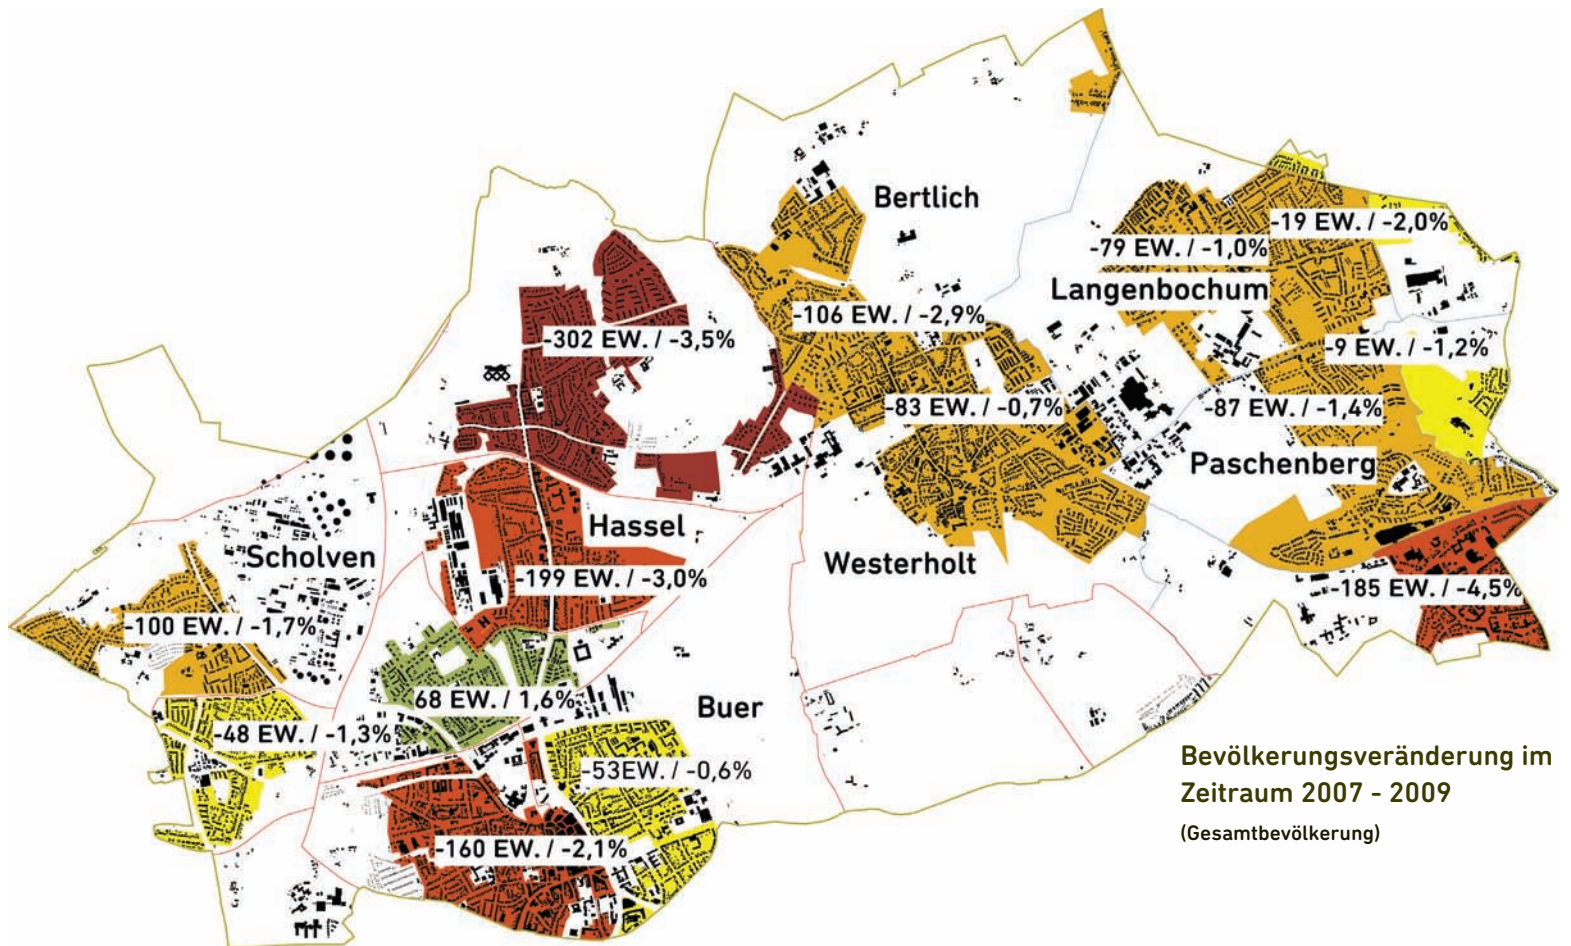 Bertlich
-19 EW. / -2,0%
-79 EW. / -1,0%
Langenbochum
-106 EW. / -2,9%
-302 EW. / -3,5%
-9 EW. / -1,2%
-83 EW. / -0,7%
-87 EW. / -1,4%
Paschenberg
Hassel
Scholven
Westerholt
-199 EW. / -3,0%
-185 EW. / -4,5%
-100 EW. / -1,7%
68 EW. / 1,6%
Buer
-48 EW. / -1,3%
-53EW. / -0,6%
-160 EW. / -2,1%
Bevölkerungsveränderung im
Zeitraum 2007 - 2009
(Gesamtbevölkerung)